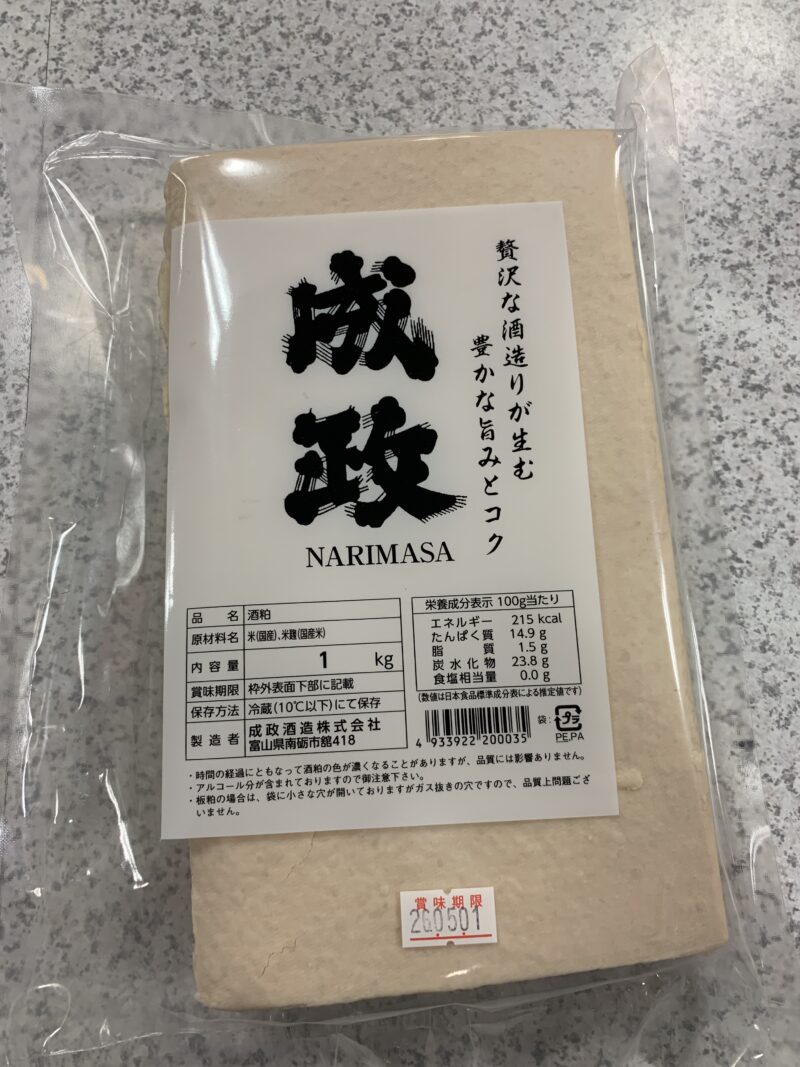 贅沢な酒造りが生む
豊かな旨みとコク
成政
NARIMASA
品名 酒粕
原材料名 米(国産)、米麹(国産米)
内容量 1 kg
賞味期限 枠外表面下部に記載
保存方法 冷蔵(10℃以下)にて保存
製造者 成政酒造株式会社
富山県南砺市舘418
栄養成分表示 100g当たり
エネルギー 215 kcal
たんぱく質 14.9 g
脂質 1.5 g
炭水化物 23.8 g
食塩相当量 0.0 g
(数値は日本食品標準成分表による推定値です)
4 933922 200035
袋: プラ
PE,PA
・時間の経過にともなって酒粕の色が濃くなることがありますが、品質には影響ありません。
・アルコール分が含まれておりますので御注意下さい。
・板粕の場合は、袋に小さな穴が開いておりますがガス抜きの穴ですので、品質上問題ござ
いません。
賞味期限
260501